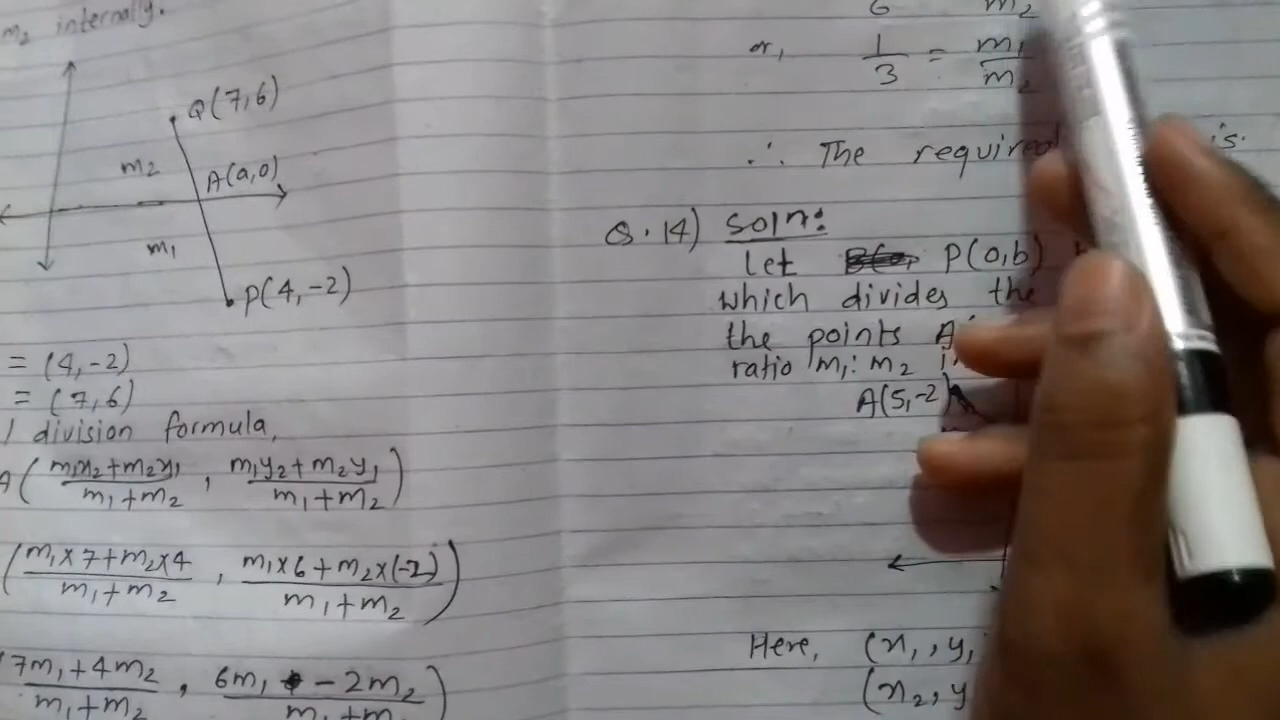 m2 internally.
Q(7,6)
m2
A(a,0)
m1
P(4,-2)
= (4,-2)
= (7,6)
division formula,
A( m1x2+m2x1/m1+m2 , m1y2+m2y1/m1+m2 )
( m1×7+m2×4/m1+m2 , m1×6+m2×(-2)/m1+m2 )
7m1+4m2/m1+m2 , 6m1 - 2m2/m1+m )
6 m2
or, 1/3 = m1/m2
∴ The required is.
Q.14) soln:
Let P(0,b)
which divides the
the points A
ratio m1:m2
A(5,-2)
Here, (x1,y
(x2,y